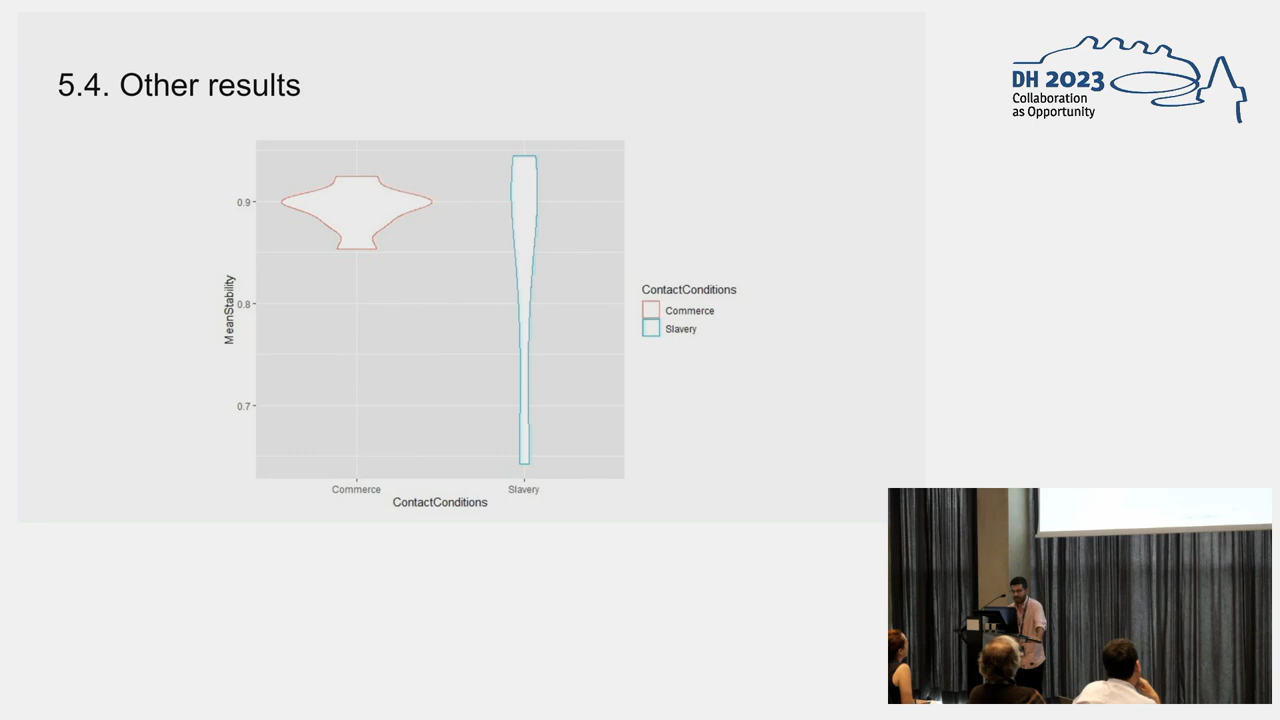 5.4. Other results
DH 2023
Collaboration
as Opportunity
0.9
0.8
0.7
MeanStability
Commerce
Slavery
ContactConditions
ContactConditions
Commerce
Slavery